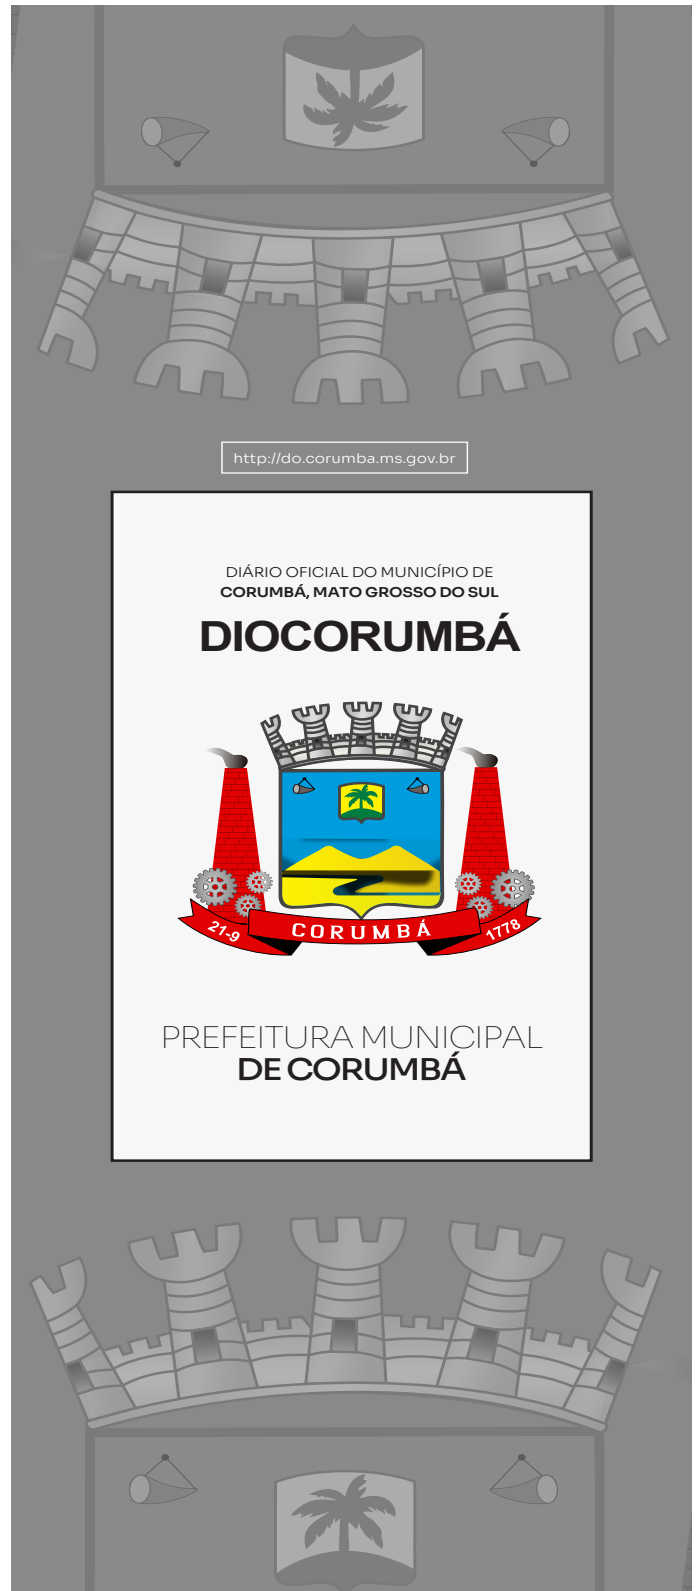 http://do.corumba.ms.gov.br
DIÁRIO OFICIAL DO MUNICÍPIO DE
CORUMBÁ, MATO GROSSO DO SUL
DIOCORUMBÁ
21-9
CORUMBÁ
1778
PREFEITURA MUNICIPAL
DE CORUMBÁ